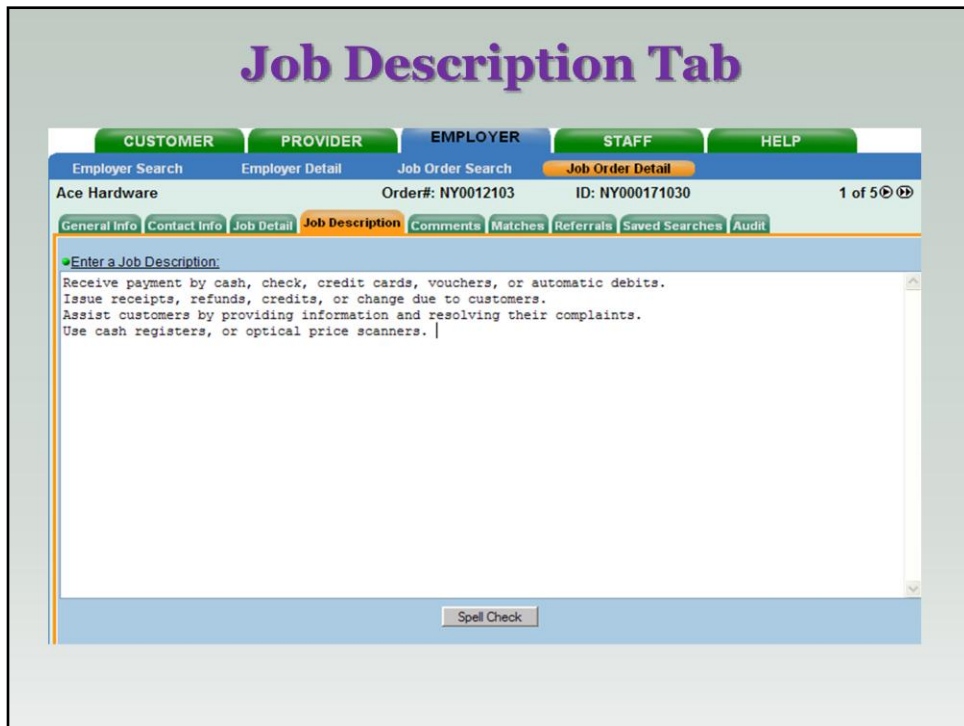 Job Description Tab
CUSTOMER PROVIDER EMPLOYER STAFF HELP
Employer Search Employer Detail Job Order Search Job Order Detail
Ace Hardware Order#: NY0012103 ID: NY000171030 1 of 5
General Info Contact Info Job Detail Job Description Comments Matches Referrals Saved Searches Audit
Enter a Job Description:
Receive payment by cash, check, credit cards, vouchers, or automatic debits.
Issue receipts, refunds, credits, or change due to customers.
Assist customers by providing information and resolving their complaints.
Use cash registers, or optical price scanners.
Spell Check